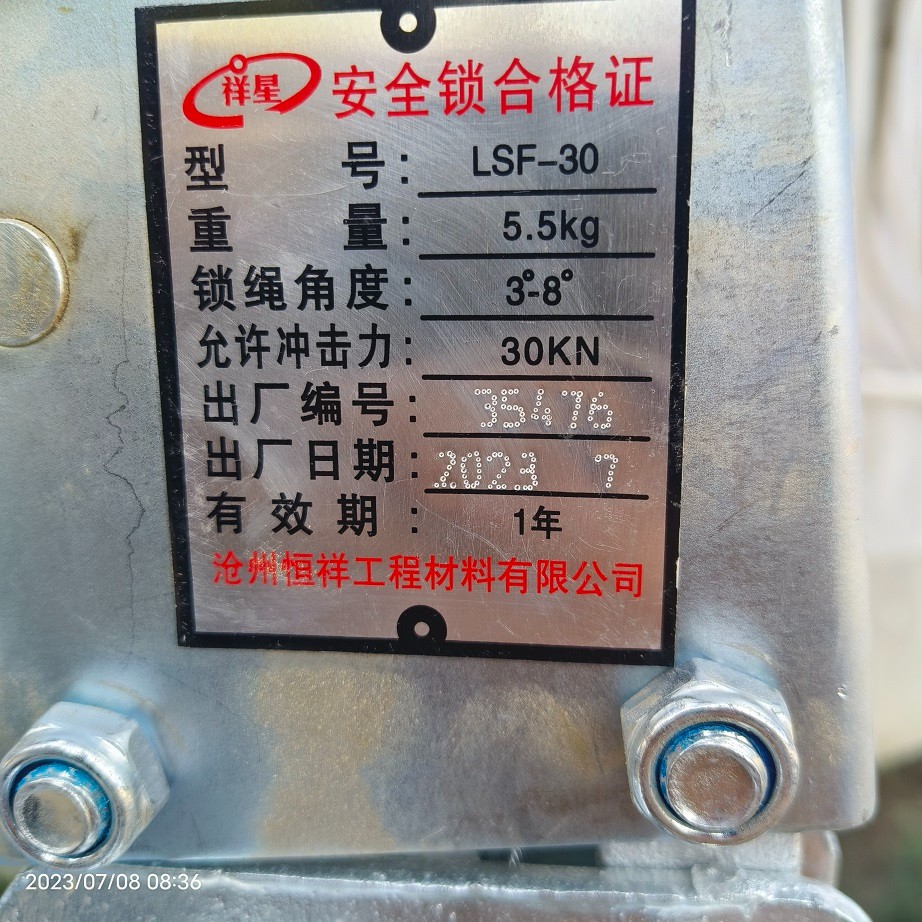 祥星 安全锁合格证
型 号: LSF-30
重 量: 5.5kg
锁绳角度: 3°-8°
允许冲击力: 30KN
出厂编号: 35476
出厂日期: 2023 7
有效期: 1年
沧州恒祥工程材料有限公司
2023/07/08 08:36